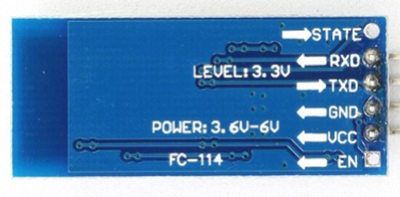 STATE
RXD
LEVEL:3.3V
TXD
GND
POWER:3.6V-6V
VCC
FC-114
EN